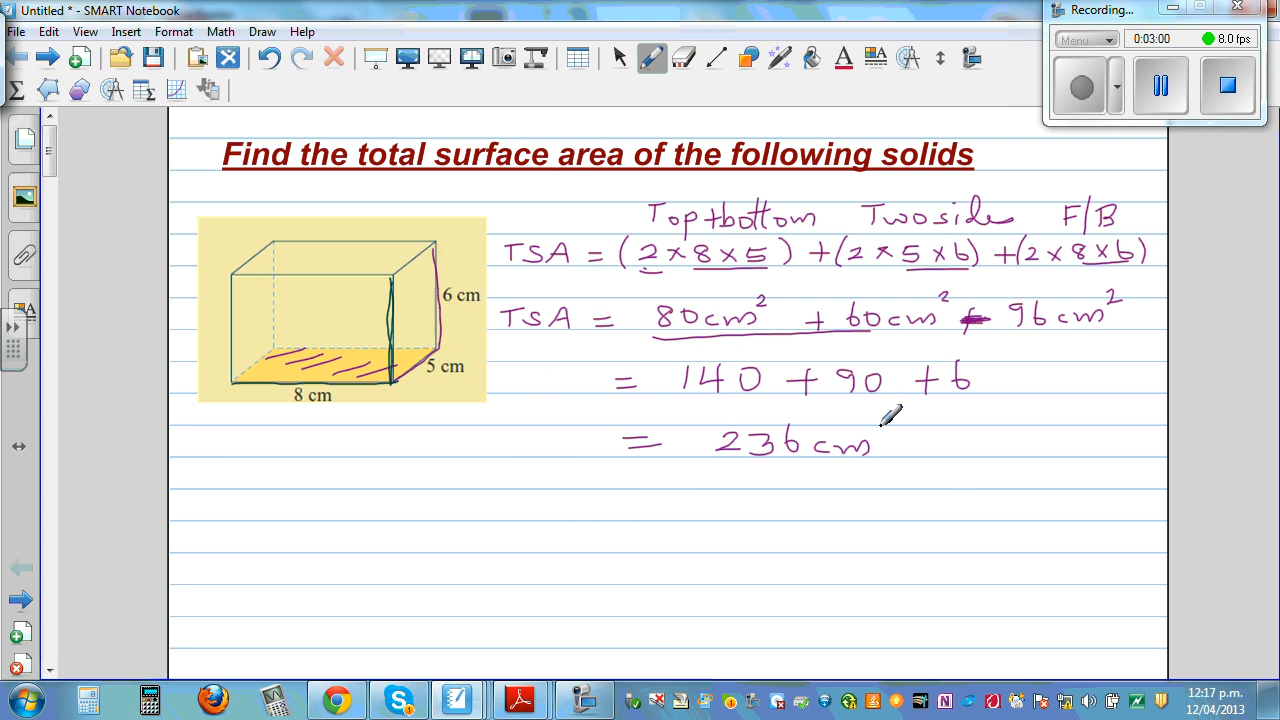 Untitled * - SMART Notebook
Recording...
File Edit View Insert Format Math Draw Help
Menu 0:03:00 8.0 fps
Find the total surface area of the following solids
Top+bottom Two side F/B
TSA = (2 × 8 × 5) + (2 × 5 × 6) + (2 × 8 × 6)
6 cm
TSA = 80cm² + 60cm² + 96cm²
5 cm
= 140 + 90 + 6
8 cm
= 236 cm
12:17 p.m.
12/04/2013